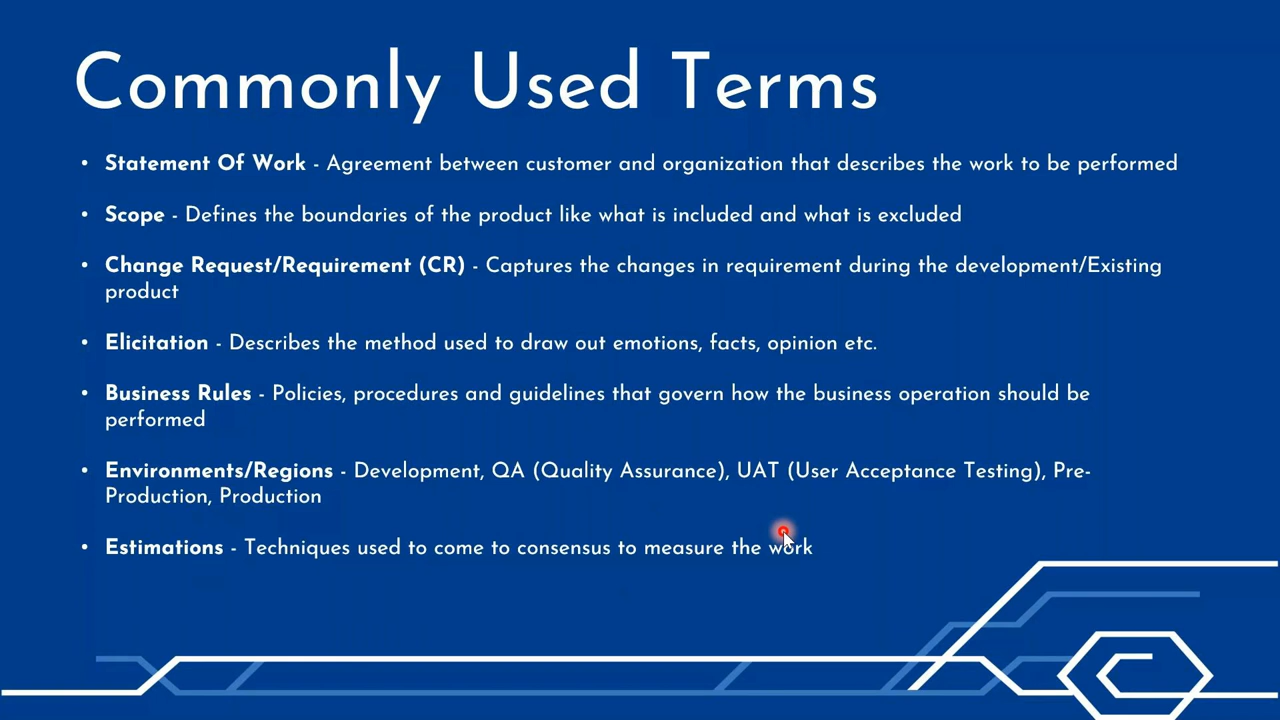 Commonly Used Terms
• Statement Of Work - Agreement between customer and organization that describes the work to be performed
• Scope - Defines the boundaries of the product like what is included and what is excluded
• Change Request/Requirement (CR) - Captures the changes in requirement during the development/Existing
product
• Elicitation - Describes the method used to draw out emotions, facts, opinion etc.
• Business Rules - Policies, procedures and guidelines that govern how the business operation should be
performed
• Environments/Regions - Development, QA (Quality Assurance), UAT (User Acceptance Testing), Pre-
Production, Production
• Estimations - Techniques used to come to consensus to measure the work